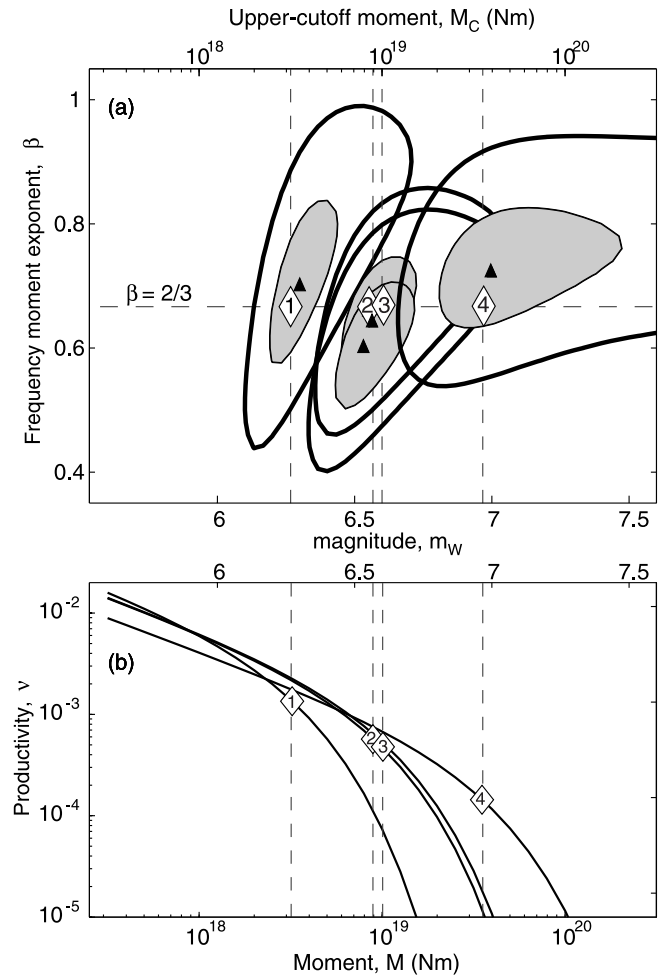 Upper-cutoff moment, M_C (Nm)
10^18 10^19 10^20
(a)
Frequency moment exponent, β
1
0.8
0.6
0.4
β = 2/3
1 2 3 4
6 6.5 7 7.5
magnitude, m_W
6 6.5 7 7.5
(b)
Productivity, ν
10^-2
10^-3
10^-4
10^-5
1 2 3 4
10^18 10^19 10^20
Moment, M (Nm)